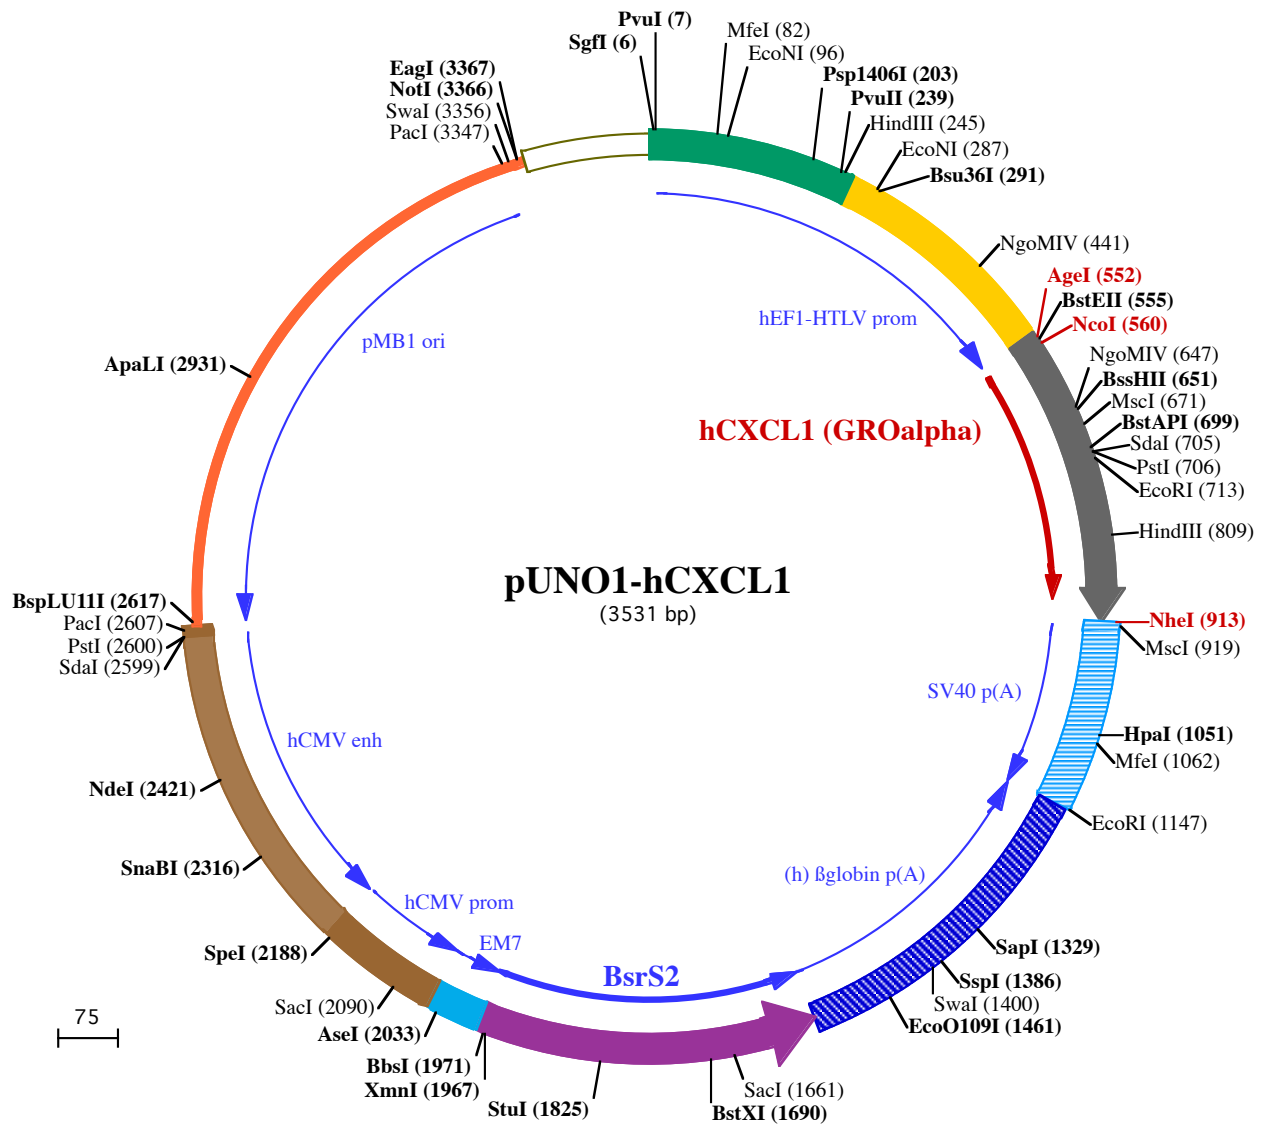 PvuI (7)
SgfI (6)
MfeI (82)
EcoNI (96)
Psp1406I (203)
PvuII (239)
HindIII (245)
EcoNI (287)
Bsu36I (291)
NgoMIV (441)
AgeI (552)
BstEII (555)
NcoI (560)
NgoMIV (647)
BssHII (651)
MscI (671)
BstAPI (699)
SdaI (705)
PstI (706)
EcoRI (713)
HindIII (809)
NheI (913)
MscI (919)
HpaI (1051)
MfeI (1062)
EcoRI (1147)
SapI (1329)
SspI (1386)
SwaI (1400)
EcoO109I (1461)
SacI (1661)
BstXI (1690)
StuI (1825)
XmnI (1967)
BbsI (1971)
AseI (2033)
SacI (2090)
SpeI (2188)
SnaBI (2316)
NdeI (2421)
SdaI (2599)
PstI (2600)
PacI (2607)
BspLU11I (2617)
ApaLI (2931)
PacI (3347)
SwaI (3356)
NotI (3366)
EagI (3367)
hEF1-HTLV prom
hCXCL1 (GROalpha)
SV40 p(A)
(h) ßglobin p(A)
BsrS2
EM7
hCMV prom
hCMV enh
pMB1 ori
pUNO1-hCXCL1
(3531 bp)
75